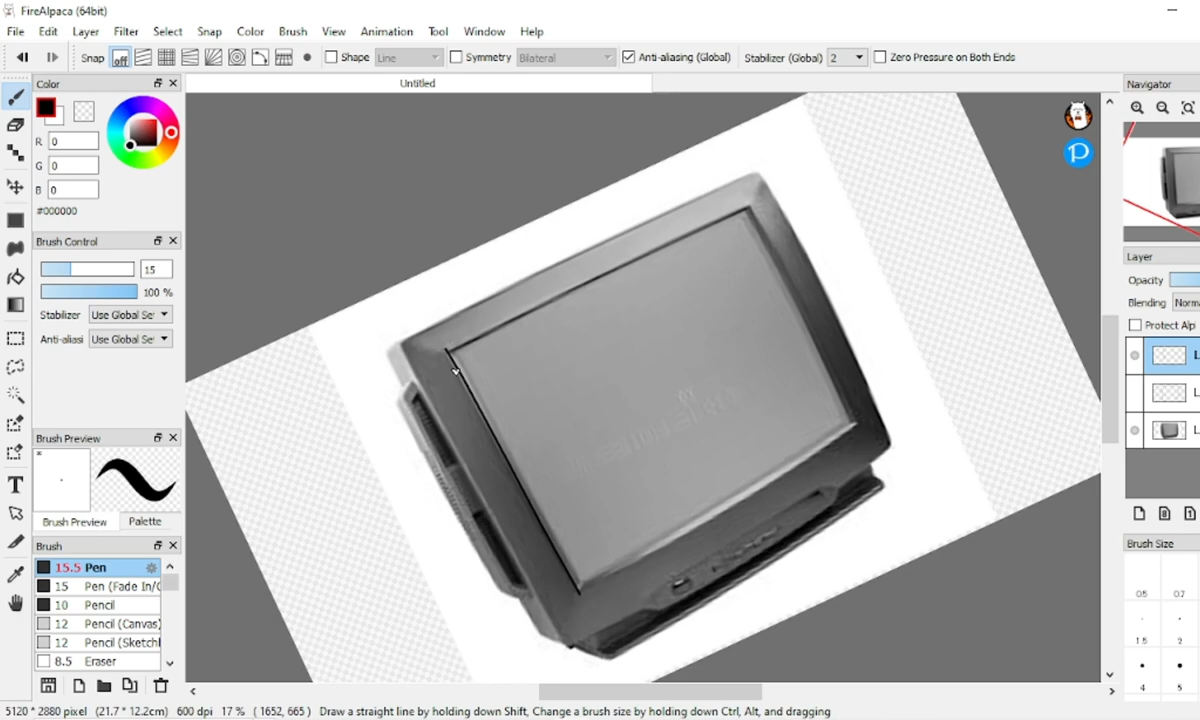 FireAlpaca (64bit)
File Edit Layer Filter Select Snap Color Brush View Animation Tool Window Help
Snap off Shape Line Symmetry Bilateral Anti-aliasing (Global) Stabilizer (Global) 2 Zero Pressure on Both Ends
Color
Untitled
Navigator
R 0
G 0
B 0
#000000
Brush Control
15
100 %
Stabilizer Use Global Se
Anti-aliasi Use Global Se
Layer
Opacity
Blending Norm
Protect Alp
L
L
L
Brush Preview
Brush Preview Palette
Brush
15.5 Pen
15 Pen (Fade In/
10 Pencil
12 Pencil (Canvas)
12 Pencil (Sketch
8.5 Eraser
Brush Size
0.5 0.7
1.5 2
4 5
5120 * 2880 pixel (21.7 * 12.2cm) 600 dpi 17 % ( 1652, 665 ) Draw a straight line by holding down Shift, Change a brush size by holding down Ctrl, Alt, and dragging